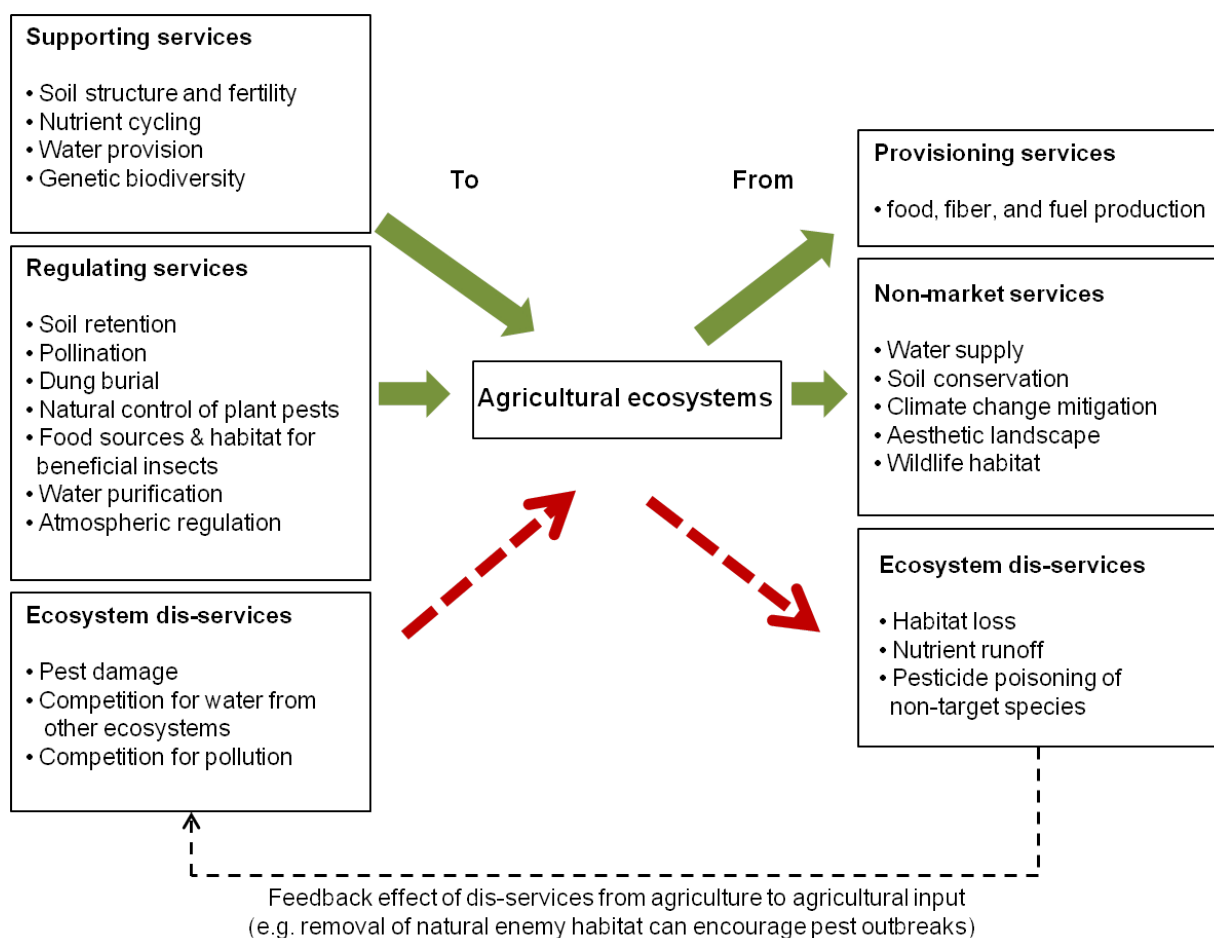 Supporting services
• Soil structure and fertility
• Nutrient cycling
• Water provision
• Genetic biodiversity
Regulating services
• Soil retention
• Pollination
• Dung burial
• Natural control of plant pests
• Food sources & habitat for
beneficial insects
• Water purification
• Atmospheric regulation
Ecosystem dis-services
• Pest damage
• Competition for water from
other ecosystems
• Competition for pollution
To
From
Agricultural ecosystems
Provisioning services
• food, fiber, and fuel production
Non-market services
• Water supply
• Soil conservation
• Climate change mitigation
• Aesthetic landscape
• Wildlife habitat
Ecosystem dis-services
• Habitat loss
• Nutrient runoff
• Pesticide poisoning of
non-target species
Feedback effect of dis-services from agriculture to agricultural input
(e.g. removal of natural enemy habitat can encourage pest outbreaks)